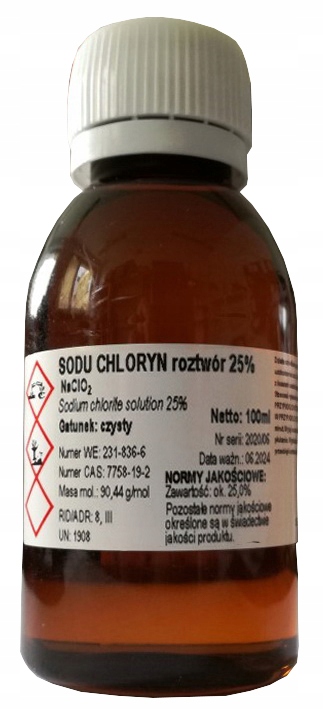 SODU CHLORYN roztwór 25%
NaClO₂
Sodium chlorite solution 25%
Gatunek: czysty
Numer WE: 231-836-6
Numer CAS: 7758-19-2
Masa mol.: 90,44 g/mol
RID/ADR: 8, III
UN: 1908
Netto: 100ml
Nr serii: 2020/06
Data ważn.: 06.2024
NORMY JAKOŚCIOWE:
Zawartość: ok. 25,0%
Pozostałe normy jakościowe
określone są w świadectwie
jakości produktu.